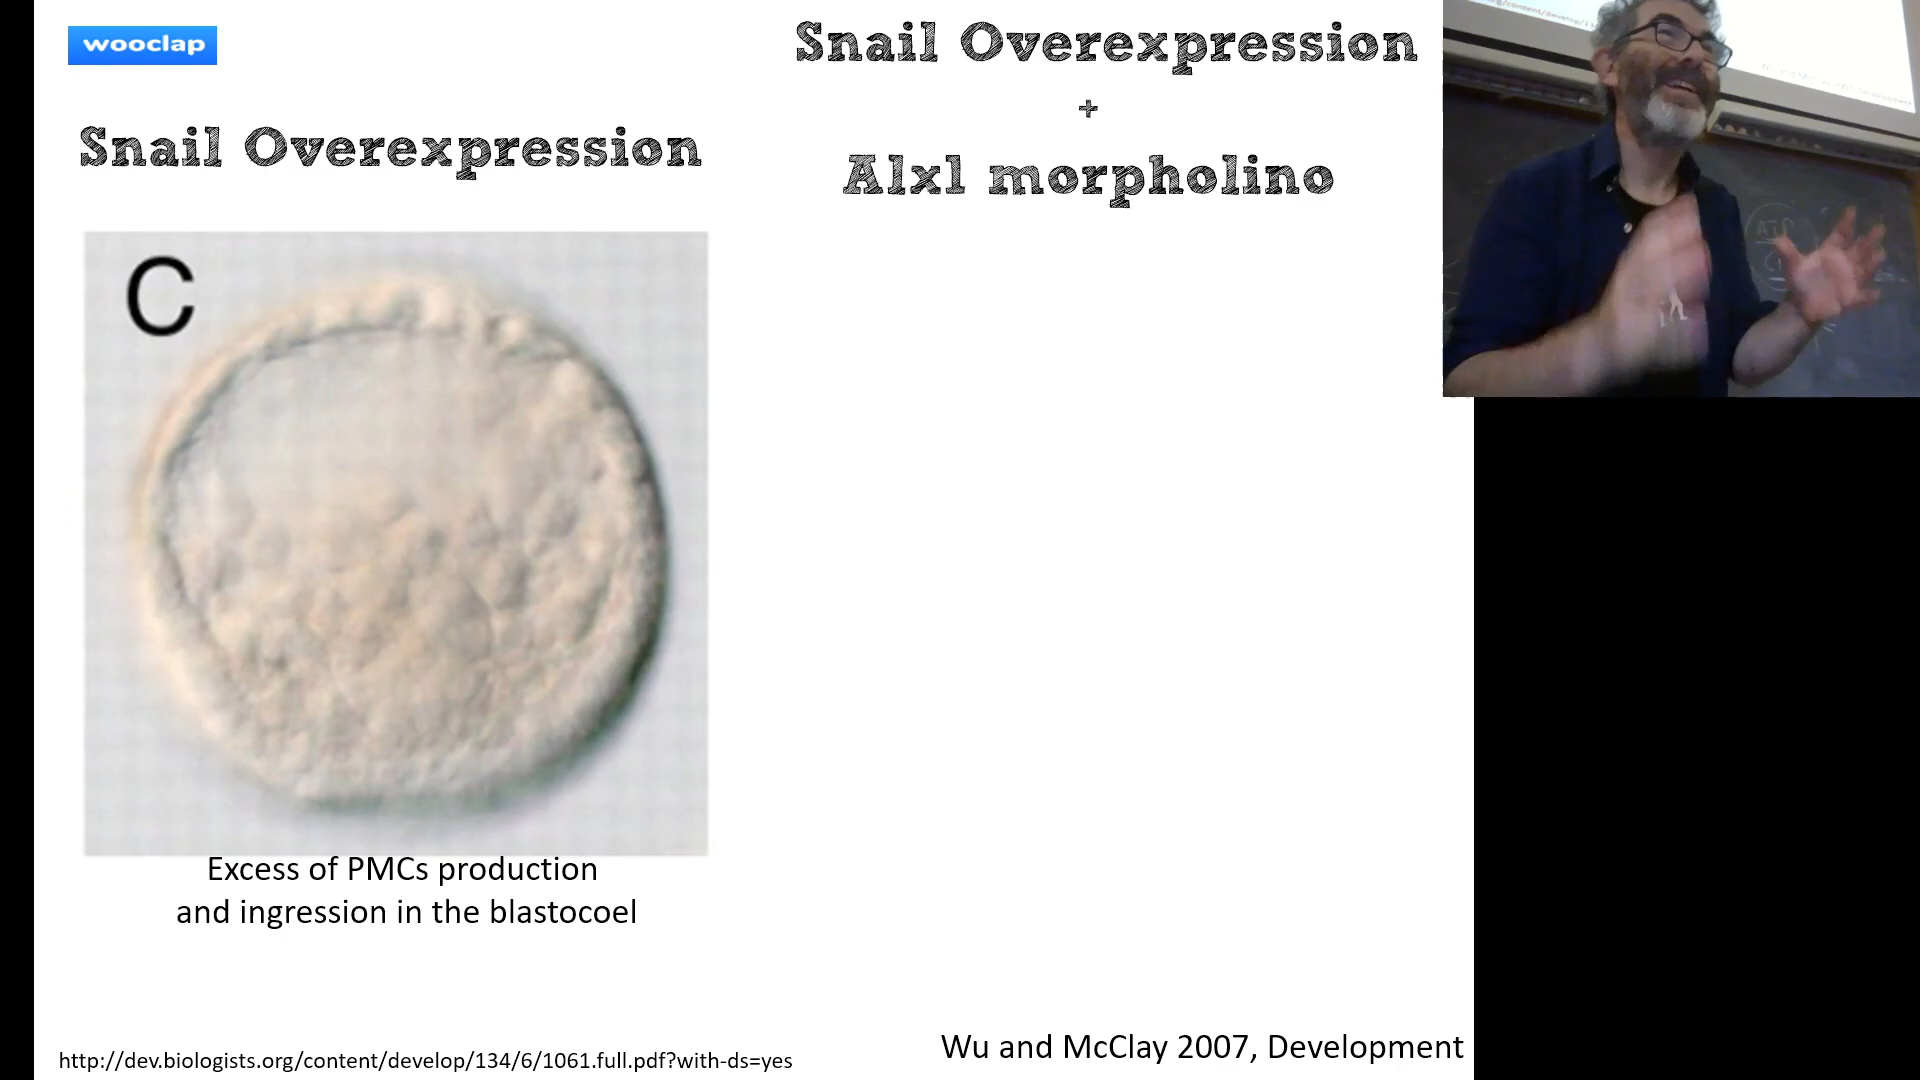 wooclap
Snail Overexpression
Snail Overexpression
+
Alx1 morpholino
C
Excess of PMCs production
and ingression in the blastocoel
http://dev.biologists.org/content/develop/134/6/1061.full.pdf?with-ds=yes
Wu and McClay 2007, Development